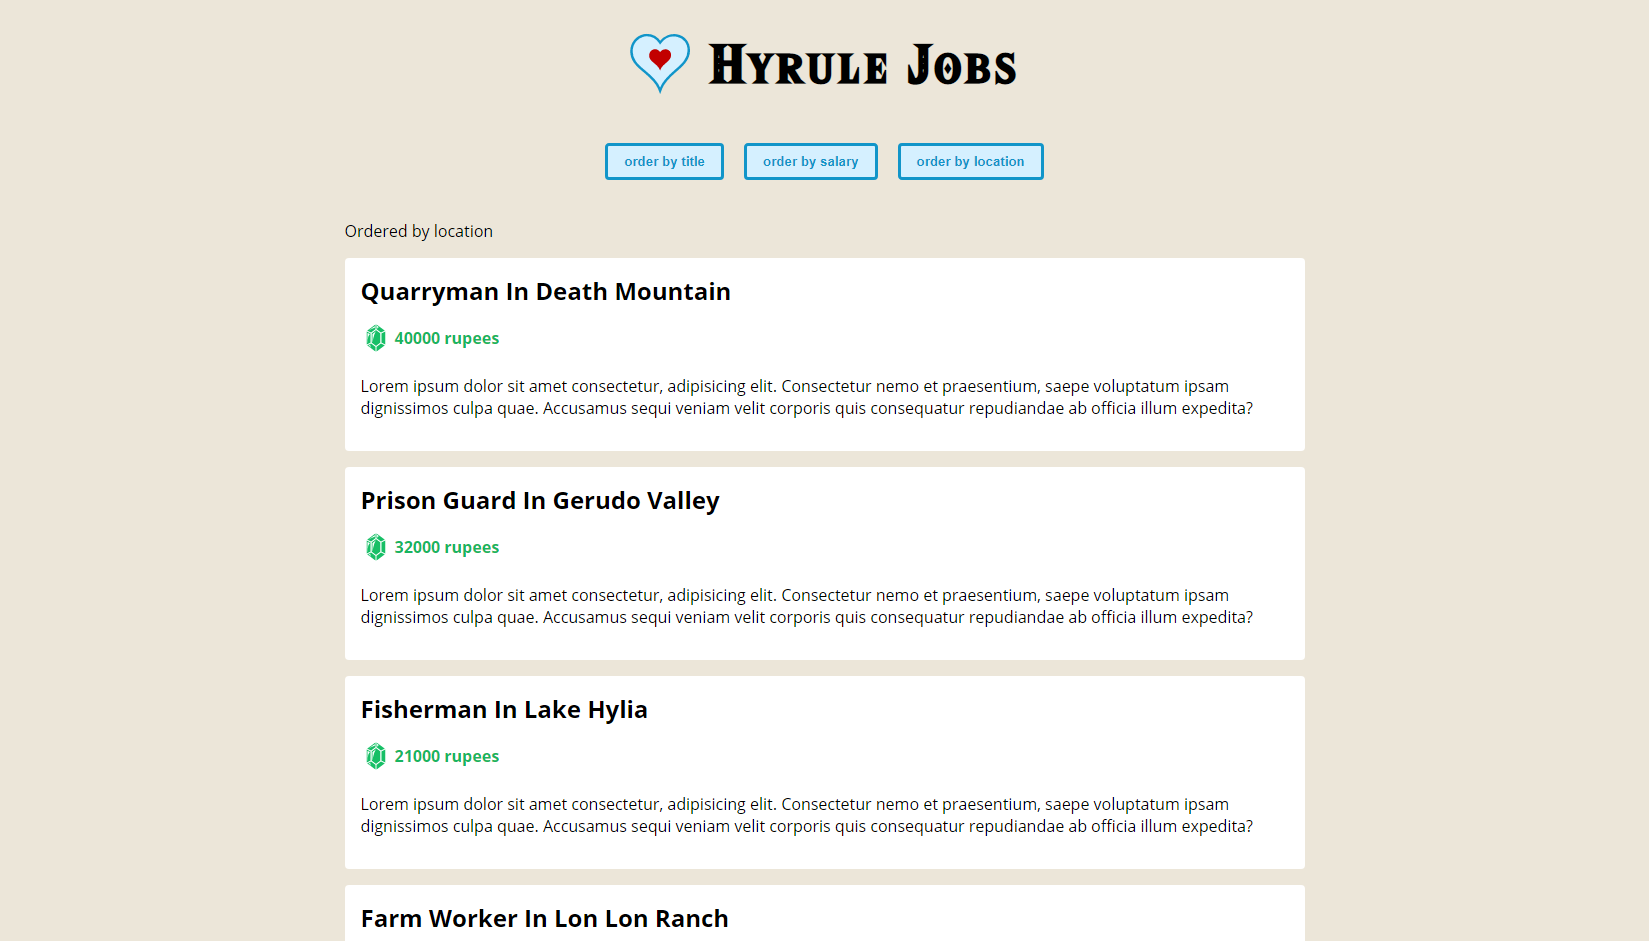 Hyrule Jobs
order by title
order by salary
order by location
Ordered by location
Quarryman In Death Mountain
40000 rupees
Lorem ipsum dolor sit amet consectetur, adipisicing elit. Consectetur nemo et praesentium, saepe voluptatum ipsam
dignissimos culpa quae. Accusamus sequi veniam velit corporis quis consequatur repudiandae ab officia illum expedita?
Prison Guard In Gerudo Valley
32000 rupees
Lorem ipsum dolor sit amet consectetur, adipisicing elit. Consectetur nemo et praesentium, saepe voluptatum ipsam
dignissimos culpa quae. Accusamus sequi veniam velit corporis quis consequatur repudiandae ab officia illum expedita?
Fisherman In Lake Hylia
21000 rupees
Lorem ipsum dolor sit amet consectetur, adipisicing elit. Consectetur nemo et praesentium, saepe voluptatum ipsam
dignissimos culpa quae. Accusamus sequi veniam velit corporis quis consequatur repudiandae ab officia illum expedita?
Farm Worker In Lon Lon Ranch